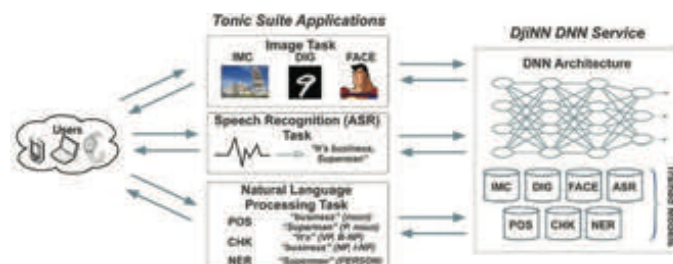 Tonic Suite Applications
DjiNN DNN Service
Image Task
IMC DIG FACE
DNN Architecture
Users
Speech Recognition (ASR)
Task
"It's business,
Superman"
IMC DIG FACE ASR
POS CHK NER
Trained Models
Natural Language
Processing Task
POS "business" (noun)
"Superman" (P. noun)
CHK "It's" (VP, B-NP)
"business" (NP, I-NP)
NER "Superman" (PERSON)